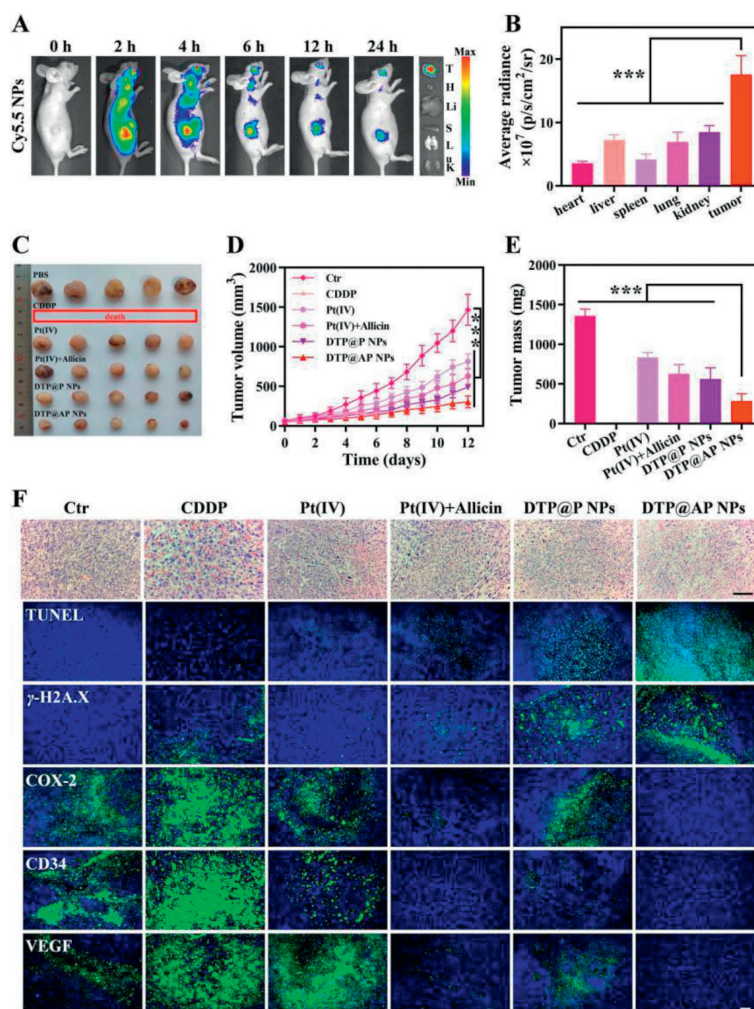 A
0 h 2 h 4 h 6 h 12 h 24 h
Cy5.5 NPs
Max
T
H
Li
S
L
u
K
Min
B
Average radiance
×10⁷ (p/s/cm²/sr)
20
10
0
***
heart liver spleen lung kidney tumor
C
PBS
CDDP
death
Pt(IV)
Pt(IV)+Allicin
DTP@P NPs
DTP@AP NPs
D
Tumor volume (mm³)
2000
1500
1000
500
0
Ctr
CDDP
Pt(IV)
Pt(IV)+Allicin
DTP@P NPs
DTP@AP NPs
***
0 2 4 6 8 10 12
Time (days)
E
Tumor mass (mg)
2000
1500
1000
500
0
***
Ctr CDDP Pt(IV) Pt(IV)+Allicin DTP@P NPs DTP@AP NPs
F
Ctr CDDP Pt(IV) Pt(IV)+Allicin DTP@P NPs DTP@AP NPs
TUNEL
γ-H2A.X
COX-2
CD34
VEGF